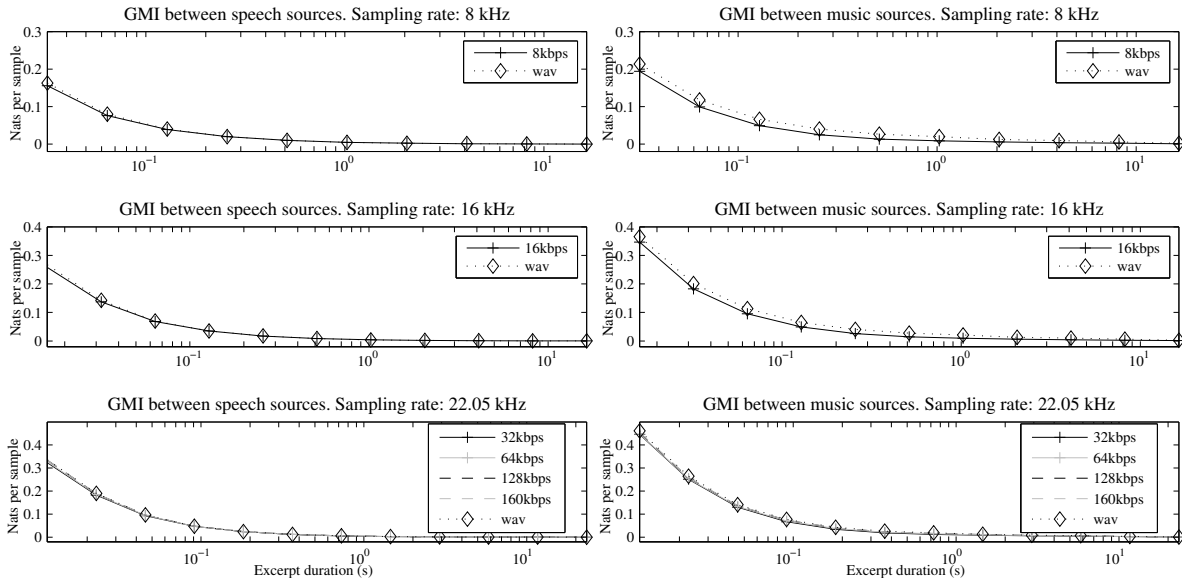 GMI between speech sources. Sampling rate: 8 kHz
Nats per sample
0.3
0.2
0.1
0
8kbps
wav
10^-1
10^0
10^1
GMI between music sources. Sampling rate: 8 kHz
Nats per sample
0.3
0.2
0.1
0
8kbps
wav
10^-1
10^0
10^1
GMI between speech sources. Sampling rate: 16 kHz
Nats per sample
0.4
0.3
0.2
0.1
0
16kbps
wav
10^-1
10^0
10^1
GMI between music sources. Sampling rate: 16 kHz
Nats per sample
0.4
0.3
0.2
0.1
0
16kbps
wav
10^-1
10^0
10^1
GMI between speech sources. Sampling rate: 22.05 kHz
Nats per sample
0.4
0.3
0.2
0.1
0
32kbps
64kbps
128kbps
160kbps
wav
10^-1
10^0
10^1
Excerpt duration (s)
GMI between music sources. Sampling rate: 22.05 kHz
Nats per sample
0.4
0.3
0.2
0.1
0
32kbps
64kbps
128kbps
160kbps
wav
10^-1
10^0
10^1
Excerpt duration (s)